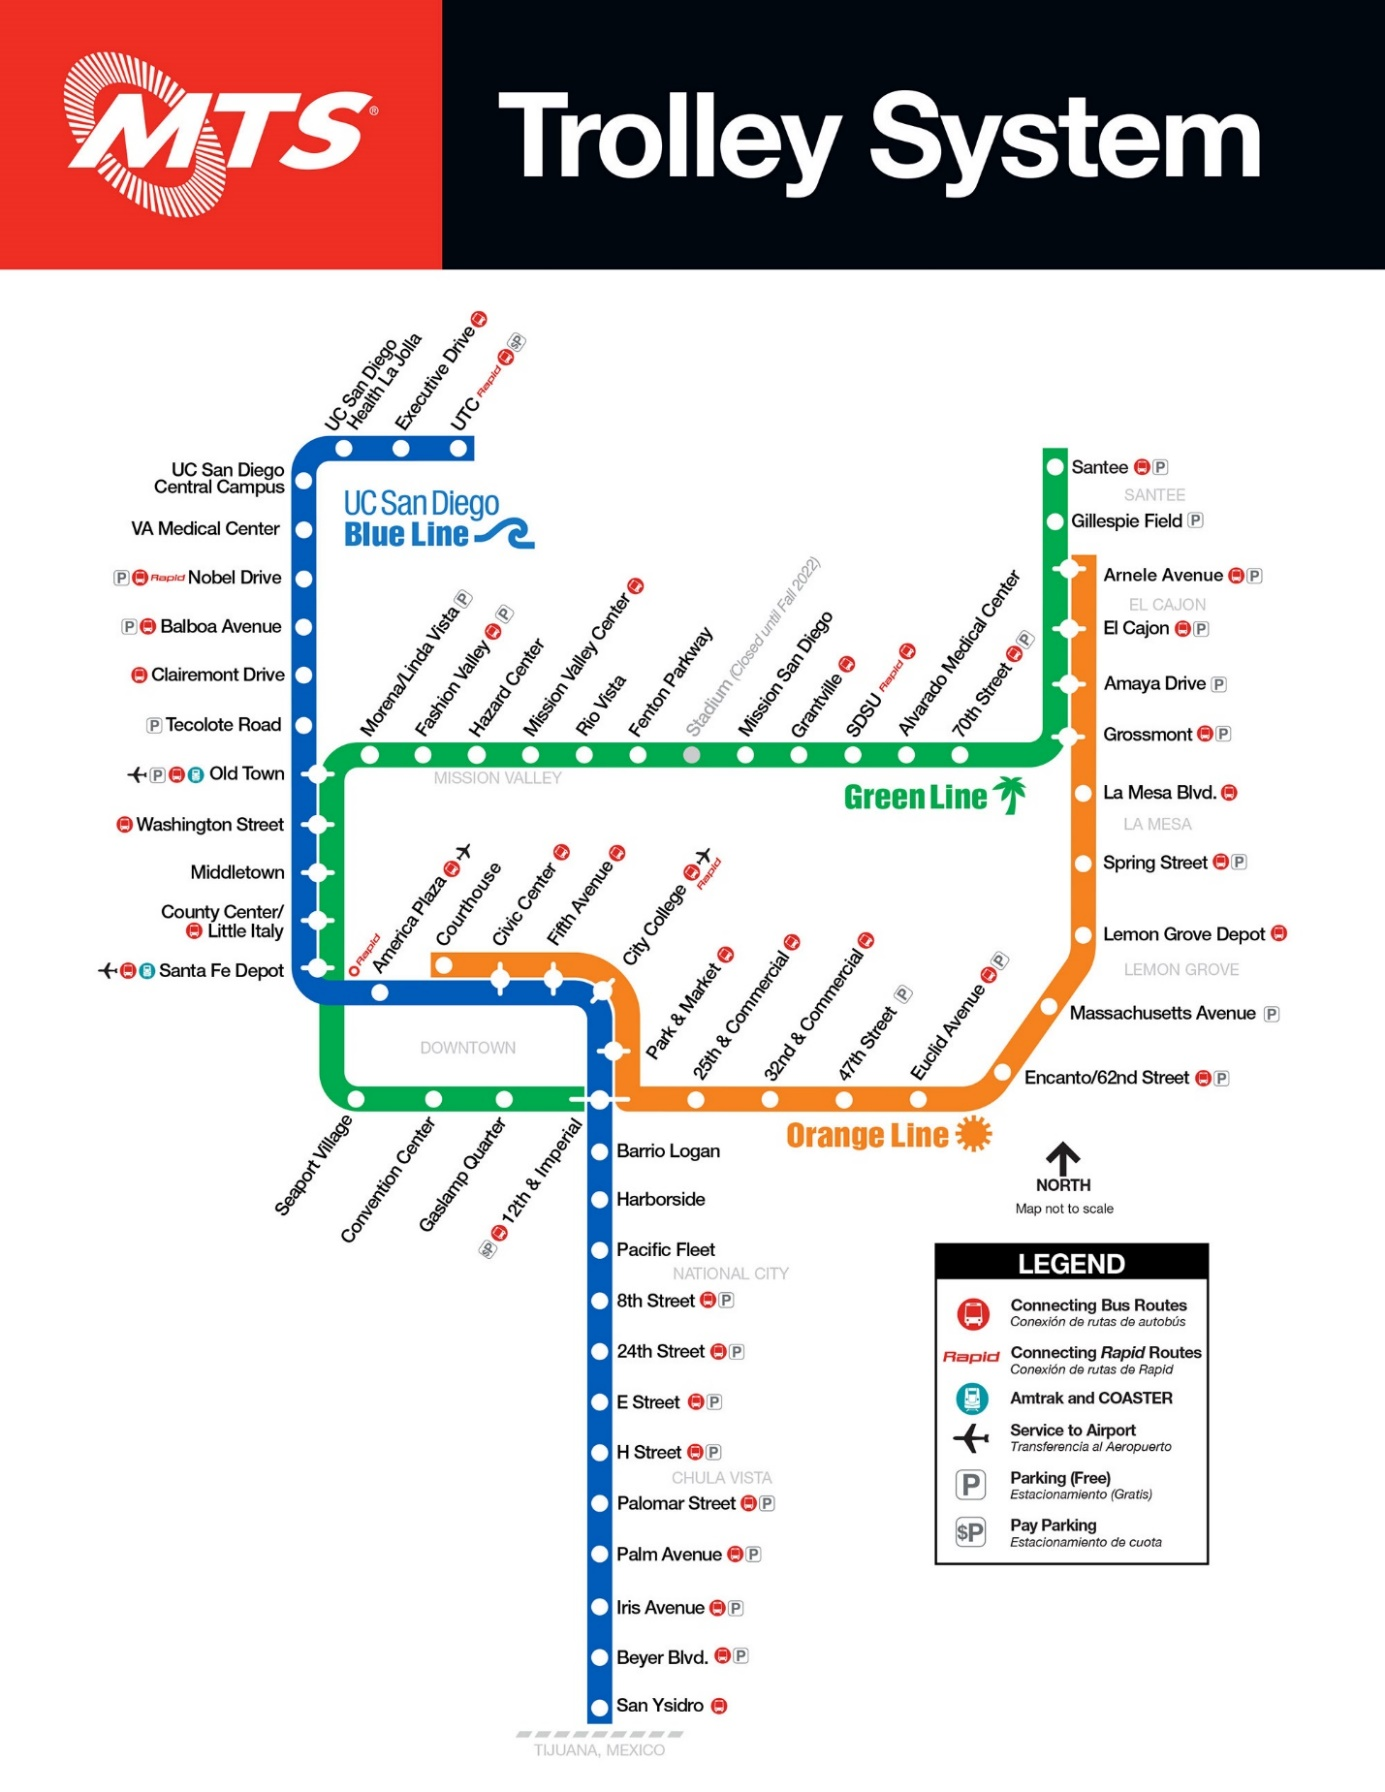 MTS®
Trolley System
UC San Diego
Health La Jolla
Executive Drive
UTC Rapid $P
UC San Diego
Central Campus
VA Medical Center
P Rapid Nobel Drive
P Balboa Avenue
Clairemont Drive
P Tecolote Road
P Old Town
Washington Street
Middletown
County Center/
Little Italy
Santa Fe Depot
UC San Diego
Blue Line
Morena/Linda Vista P
Fashion Valley P
Hazard Center
Mission Valley Center
Rio Vista
Fenton Parkway
Stadium (Closed until Fall 2022)
Mission San Diego
Grantville
SDSU Rapid
Alvarado Medical Center
70th Street P
MISSION VALLEY
Green Line
Santee P
SANTEE
Gillespie Field P
Arnele Avenue P
EL CAJON
El Cajon P
Amaya Drive P
Grossmont P
La Mesa Blvd.
LA MESA
Spring Street P
Lemon Grove Depot
LEMON GROVE
Massachusetts Avenue P
Encanto/62nd Street P
Rapid
America Plaza
Courthouse
Civic Center
Fifth Avenue
City College
Rapid
Park & Market
25th & Commercial
32nd & Commercial
47th Street P
Euclid Avenue P
DOWNTOWN
Orange Line
Seaport Village
Convention Center
Gaslamp Quarter
$P 12th & Imperial
Barrio Logan
Harborside
Pacific Fleet
NATIONAL CITY
8th Street P
24th Street P
E Street P
H Street P
CHULA VISTA
Palomar Street P
Palm Avenue P
Iris Avenue P
Beyer Blvd. P
San Ysidro
TIJUANA, MEXICO
NORTH
Map not to scale
LEGEND
Connecting Bus Routes
Conexión de rutas de autobús
Rapid Connecting Rapid Routes
Conexión de rutas de Rapid
Amtrak and COASTER
Service to Airport
Transferencia al Aeropuerto
P Parking (Free)
Estacionamiento (Gratis)
$P Pay Parking
Estacionamiento de cuota